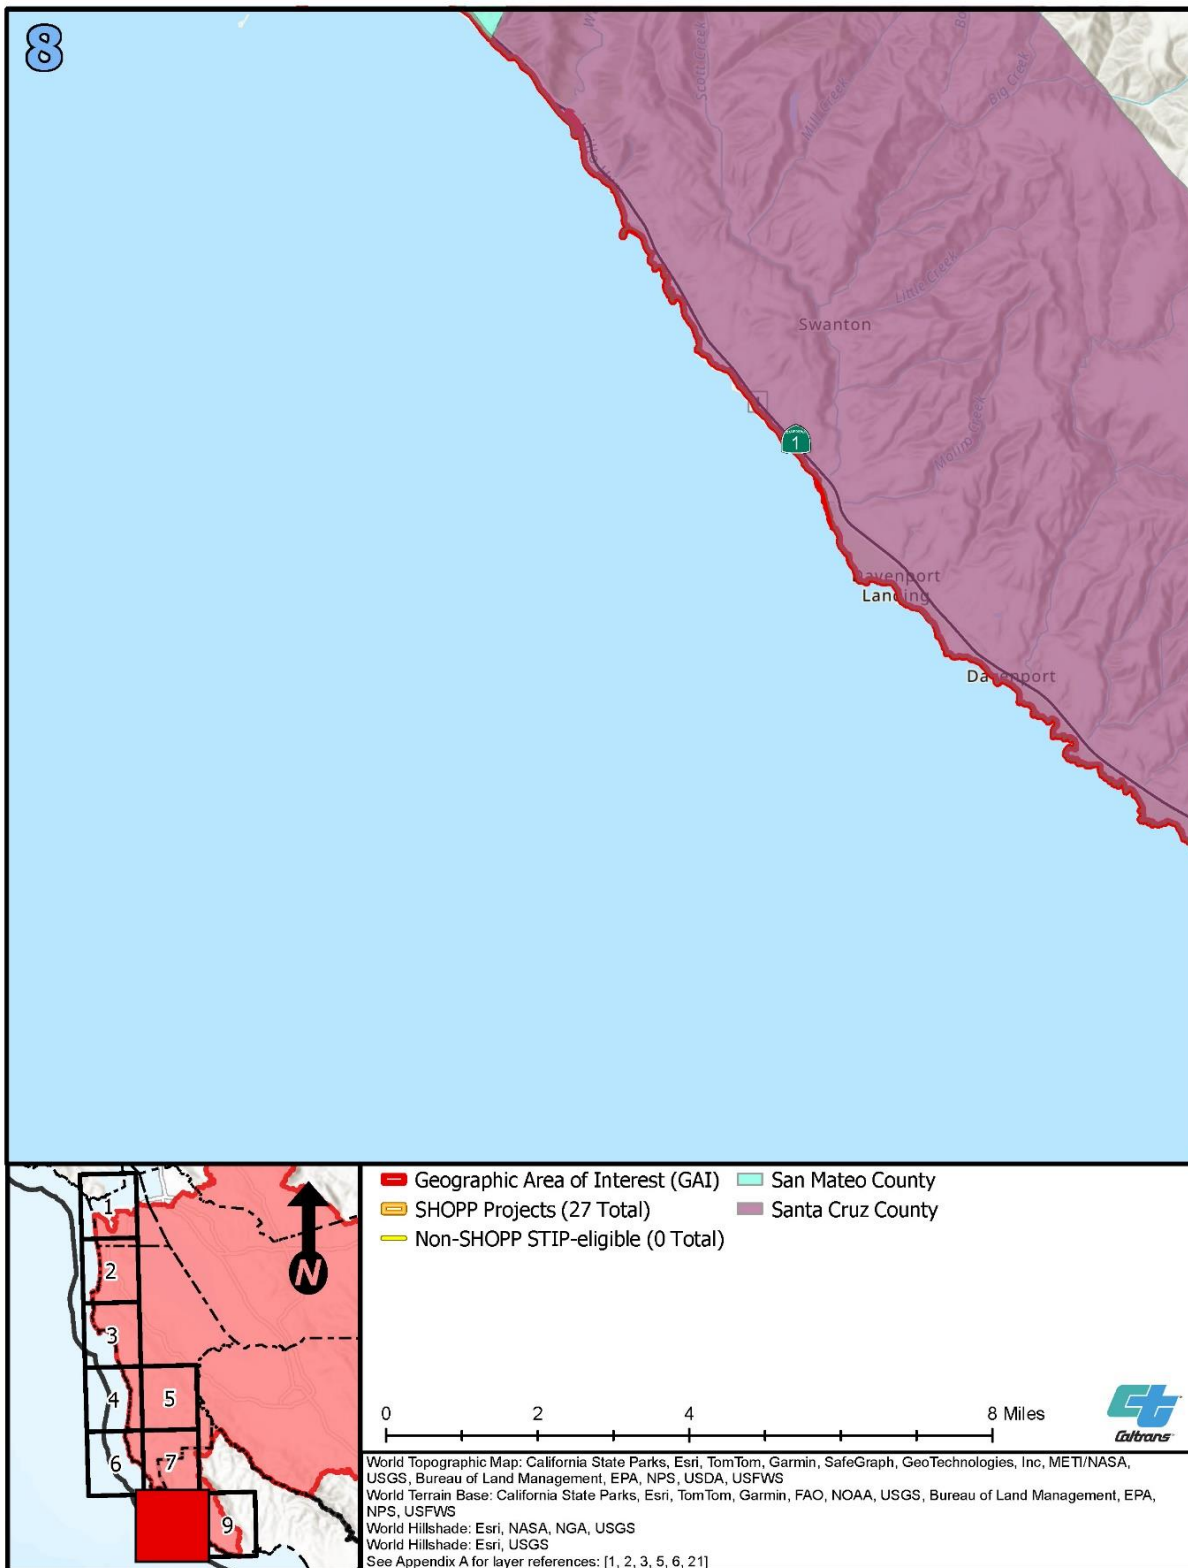 8
Scott Creek
Mill Creek
Big Creek
Little Creek
Swanton
1
Molino Creek
Davenport
Landing
Davenport
1
2
3
4
5
6
7
9
N
Geographic Area of Interest (GAI)
San Mateo County
SHOPP Projects (27 Total)
Santa Cruz County
Non-SHOPP STIP-eligible (0 Total)
0 2 4 8 Miles
Caltrans
World Topographic Map: California State Parks, Esri, TomTom, Garmin, SafeGraph, GeoTechnologies, Inc, METI/NASA,
USGS, Bureau of Land Management, EPA, NPS, USDA, USFWS
World Terrain Base: California State Parks, Esri, TomTom, Garmin, FAO, NOAA, USGS, Bureau of Land Management, EPA,
NPS, USFWS
World Hillshade: Esri, NASA, NGA, USGS
World Hillshade: Esri, USGS
See Appendix A for layer references: [1, 2, 3, 5, 6, 21]